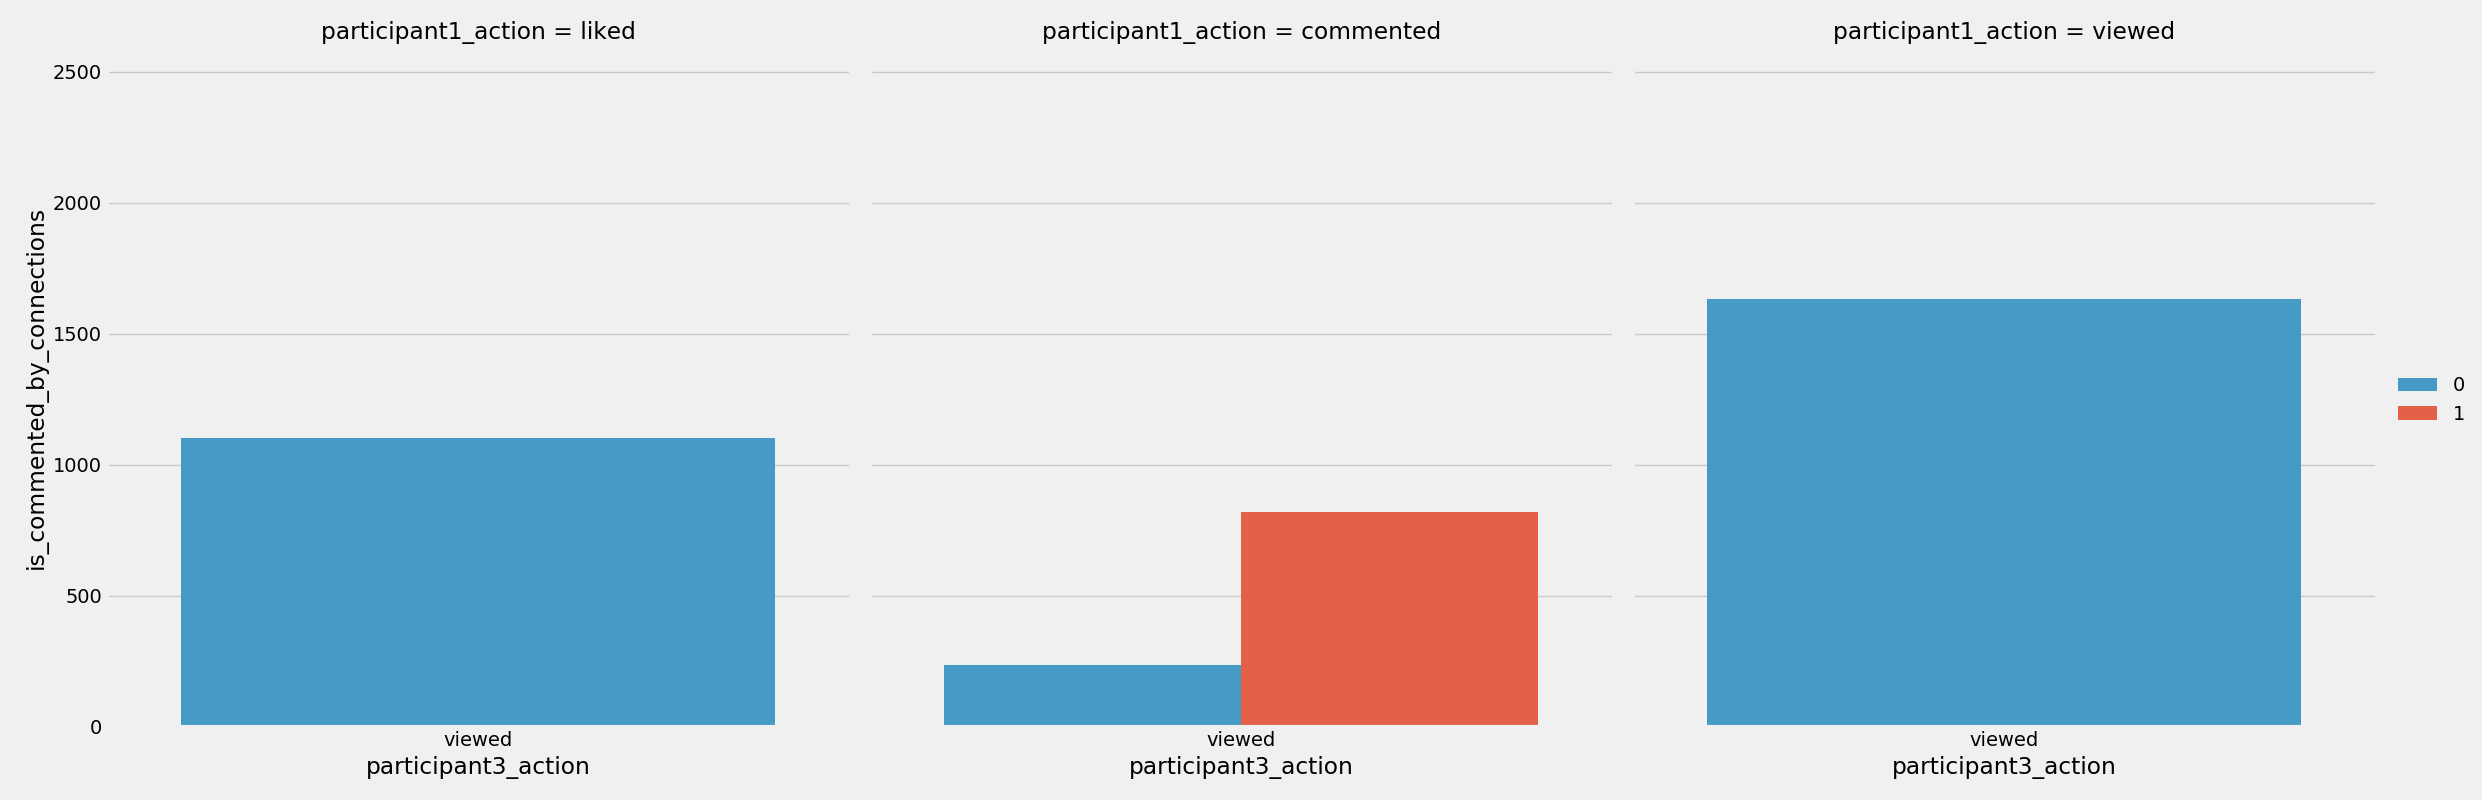 participant1_action = liked
participant1_action = commented
participant1_action = viewed
is_commented_by_connections
2500
2000
1500
1000
500
0
viewed
viewed
viewed
participant3_action
participant3_action
participant3_action
0
1